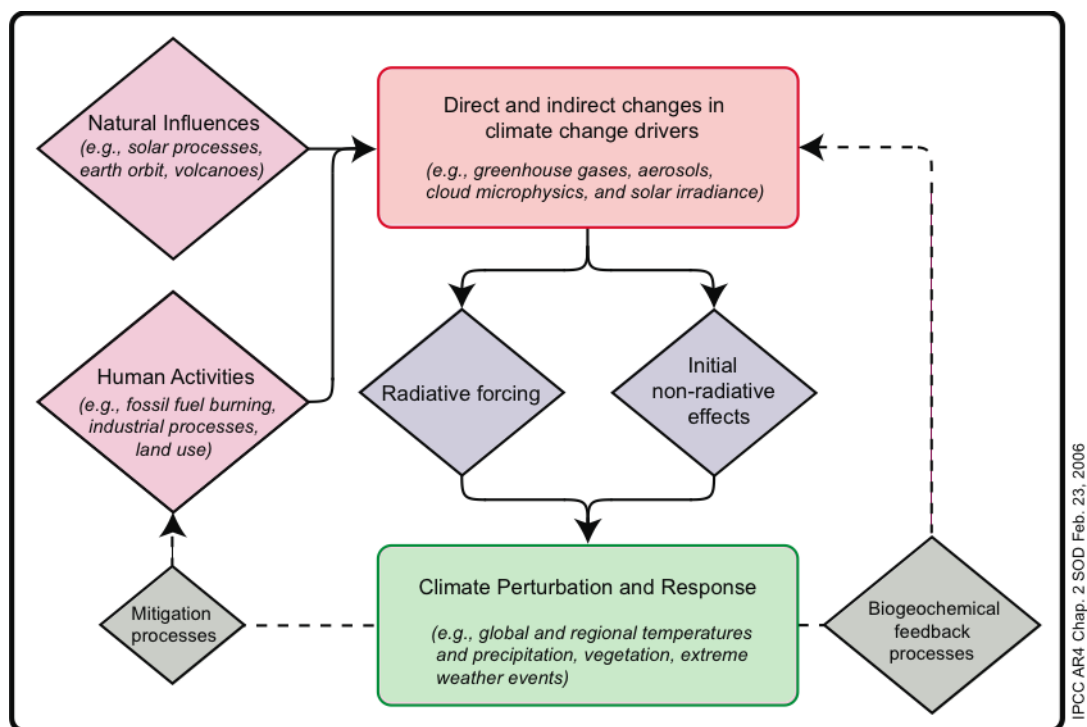 Natural Influences
(e.g., solar processes,
earth orbit, volcanoes)
Direct and indirect changes in
climate change drivers
(e.g., greenhouse gases, aerosols,
cloud microphysics, and solar irradiance)
Human Activities
(e.g., fossil fuel burning,
industrial processes,
land use)
Radiative forcing
Initial
non-radiative
effects
Mitigation
processes
Climate Perturbation and Response
(e.g., global and regional temperatures
and precipitation, vegetation, extreme
weather events)
Biogeochemical
feedback
processes
IPCC AR4 Chap. 2 SOD Feb. 23, 2006